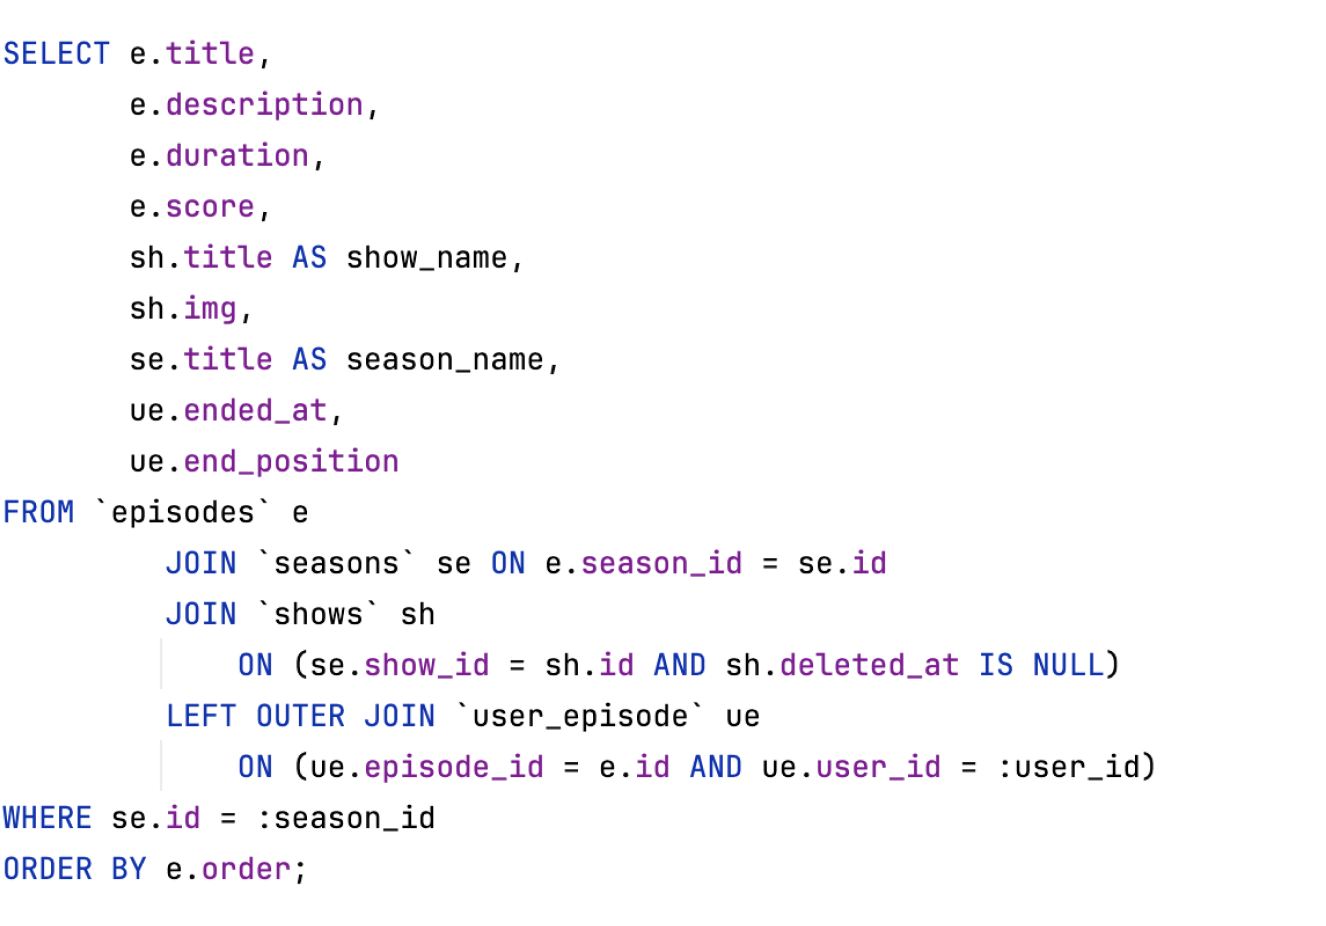 SELECT e.title,
       e.description,
       e.duration,
       e.score,
       sh.title AS show_name,
       sh.img,
       se.title AS season_name,
       ue.ended_at,
       ue.end_position
FROM `episodes` e
         JOIN `seasons` se ON e.season_id = se.id
         JOIN `shows` sh
             ON (se.show_id = sh.id AND sh.deleted_at IS NULL)
         LEFT OUTER JOIN `user_episode` ue
             ON (ue.episode_id = e.id AND ue.user_id = :user_id)
WHERE se.id = :season_id
ORDER BY e.order;